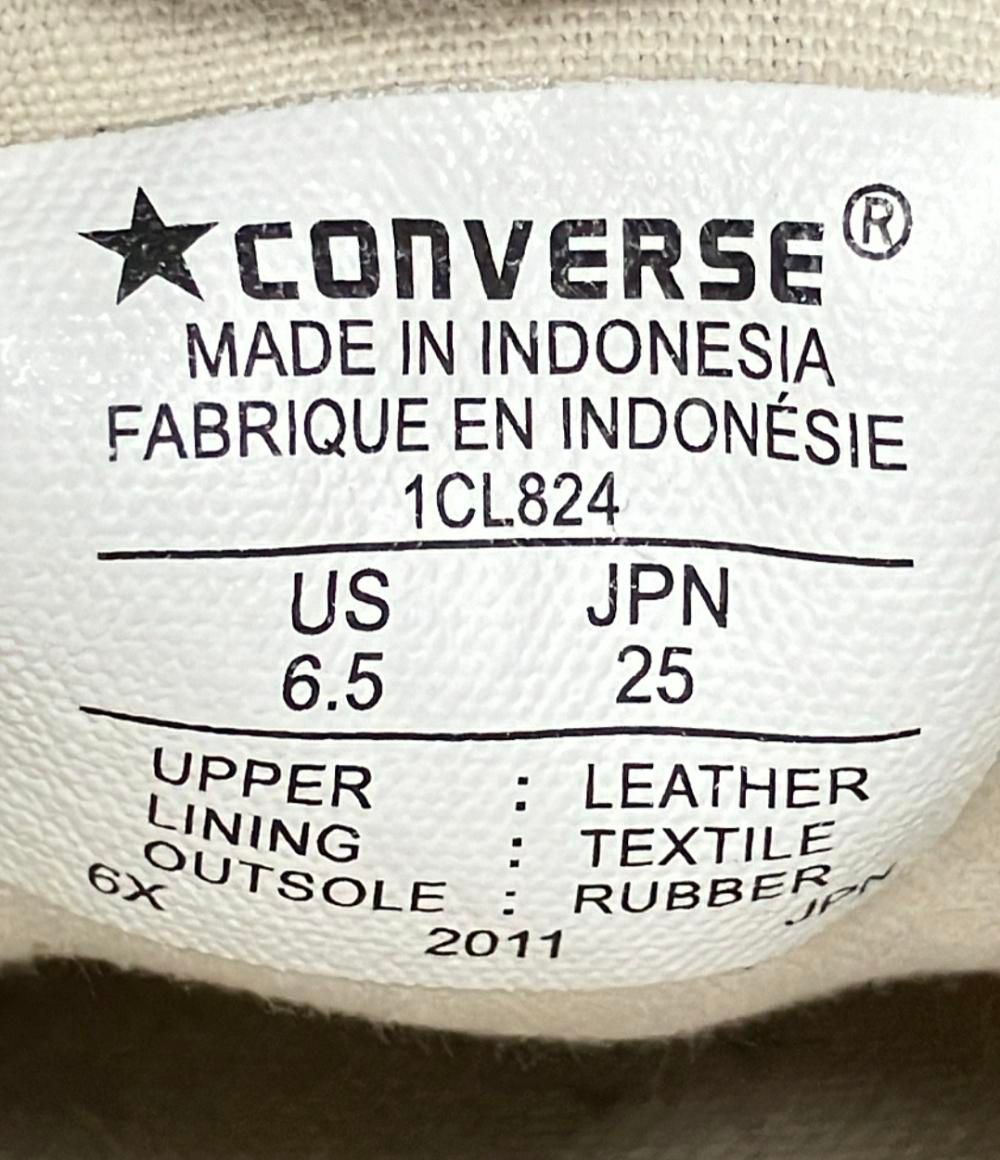 ★CONVERSE®
MADE IN INDONESIA
FABRIQUE EN INDONÉSIE
1CL824
US JPN
6.5 25
UPPER : LEATHER
LINING : TEXTILE
OUTSOLE : RUBBER
6X JPN
2011